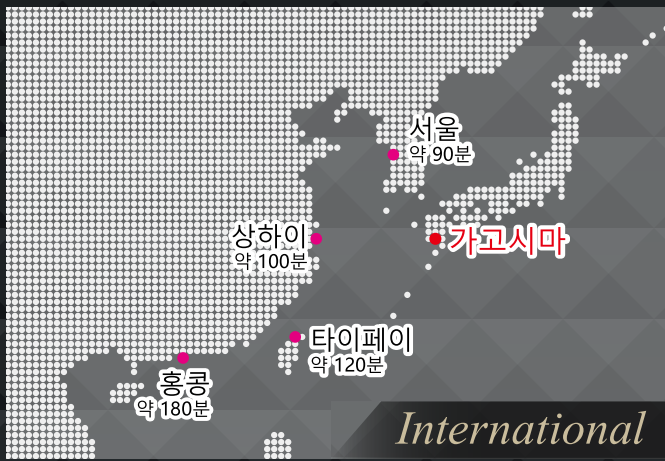 서울
약 90분
상하이
약 100분
가고시마
타이페이
약 120분
홍콩
약 180분
International